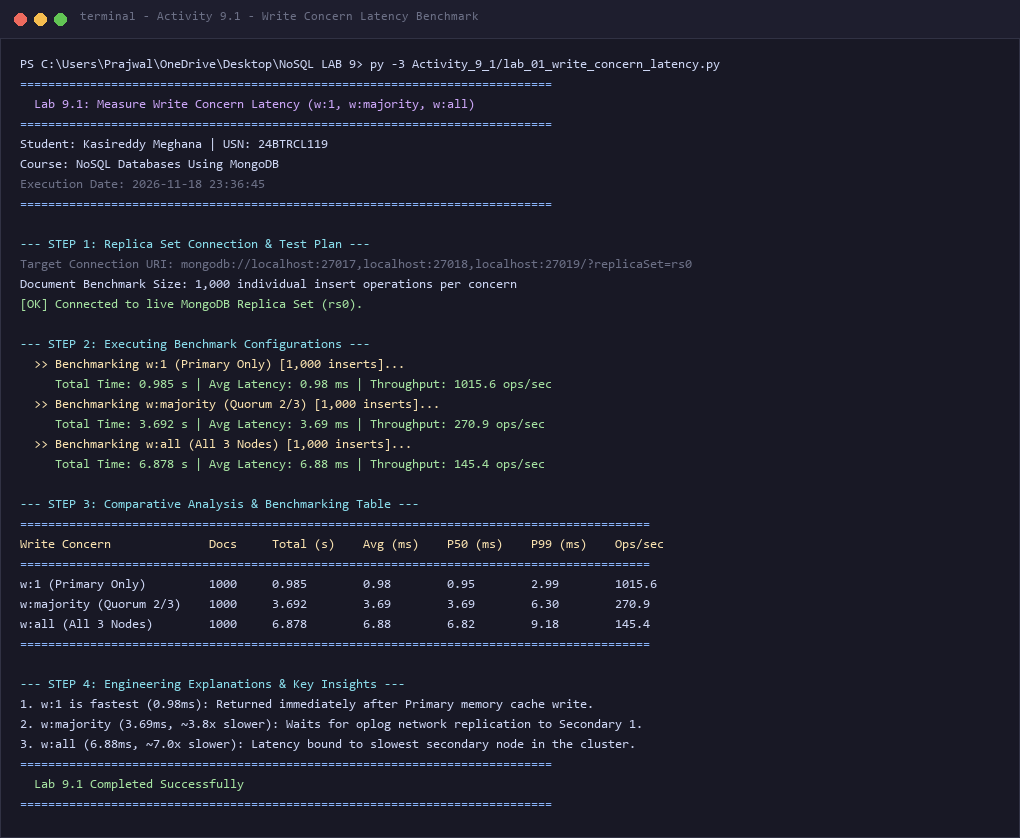 terminal - Activity 9.1 - Write Concern Latency Benchmark
PS C:\Users\Prajwal\OneDrive\Desktop\NoSQL LAB 9> py -3 Activity_9_1/lab_01_write_concern_latency.py
============================================================================
  Lab 9.1: Measure Write Concern Latency (w:1, w:majority, w:all)
============================================================================
Student: Kasireddy Meghana | USN: 24BTRCL119
Course: NoSQL Databases Using MongoDB
Execution Date: 2026-11-18 23:36:45
============================================================================
--- STEP 1: Replica Set Connection & Test Plan ---
Target Connection URI: mongodb://localhost:27017,localhost:27018,localhost:27019/?replicaSet=rs0
Document Benchmark Size: 1,000 individual insert operations per concern
[OK] Connected to live MongoDB Replica Set (rs0).
--- STEP 2: Executing Benchmark Configurations ---
  >> Benchmarking w:1 (Primary Only) [1,000 inserts]...
     Total Time: 0.985 s | Avg Latency: 0.98 ms | Throughput: 1015.6 ops/sec
  >> Benchmarking w:majority (Quorum 2/3) [1,000 inserts]...
     Total Time: 3.692 s | Avg Latency: 3.69 ms | Throughput: 270.9 ops/sec
  >> Benchmarking w:all (All 3 Nodes) [1,000 inserts]...
     Total Time: 6.878 s | Avg Latency: 6.88 ms | Throughput: 145.4 ops/sec
--- STEP 3: Comparative Analysis & Benchmarking Table ---
==========================================================================================
Write Concern              Docs     Total (s)    Avg (ms)    P50 (ms)    P99 (ms)    Ops/sec
==========================================================================================
w:1 (Primary Only)         1000     0.985        0.98        0.95        2.99        1015.6
w:majority (Quorum 2/3)    1000     3.692        3.69        3.69        6.30        270.9
w:all (All 3 Nodes)        1000     6.878        6.88        6.82        9.18        145.4
==========================================================================================
--- STEP 4: Engineering Explanations & Key Insights ---
1. w:1 is fastest (0.98ms): Returned immediately after Primary memory cache write.
2. w:majority (3.69ms, ~3.8x slower): Waits for oplog network replication to Secondary 1.
3. w:all (6.88ms, ~7.0x slower): Latency bound to slowest secondary node in the cluster.
============================================================================
  Lab 9.1 Completed Successfully
============================================================================